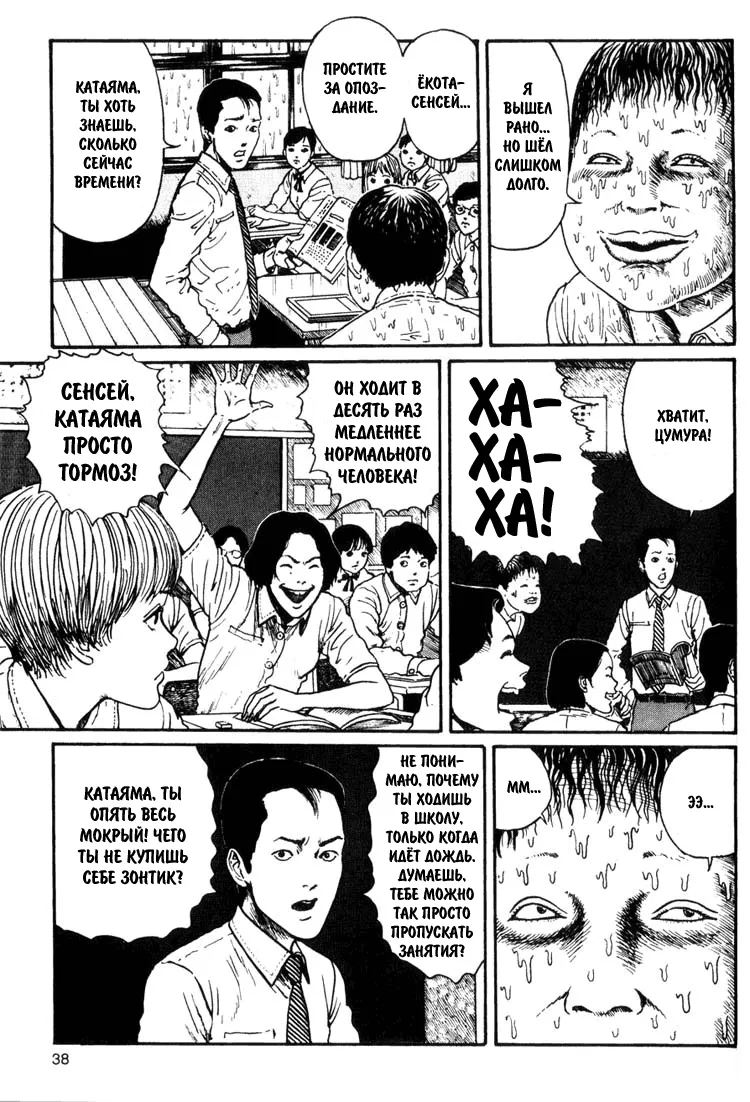 Я
ВЫШЕЛ
РАНО...
НО ШЁЛ
СЛИШКОМ
ДОЛГО.
ЁКОТА-
СЕНСЕЙ...
ПРОСТИТЕ
ЗА ОПОЗ-
ДАНИЕ.
КАТАЯМА,
ТЫ ХОТЬ
ЗНАЕШЬ,
СКОЛЬКО
СЕЙЧАС
ВРЕМЕНИ?
ХВАТИТ,
ЦУМУРА!
ХА-
ХА-
ХА!
ОН ХОДИТ В
ДЕСЯТЬ РАЗ
МЕДЛЕННЕЕ
НОРМАЛЬНОГО
ЧЕЛОВЕКА!
СЕНСЕЙ,
КАТАЯМА
ПРОСТО
ТОРМОЗ!
ЭЭ...
ММ...
НЕ ПОНИ-
МАЮ, ПОЧЕМУ
ТЫ ХОДИШЬ
В ШКОЛУ,
ТОЛЬКО КОГДА
ИДЁТ ДОЖДЬ.
ДУМАЕШЬ,
ТЕБЕ МОЖНО
ТАК ПРОСТО
ПРОПУСКАТЬ
ЗАНЯТИЯ?
КАТАЯМА, ТЫ
ОПЯТЬ ВЕСЬ
МОКРЫЙ! ЧЕГО
ТЫ НЕ КУПИШЬ
СЕБЕ ЗОНТИК?
38